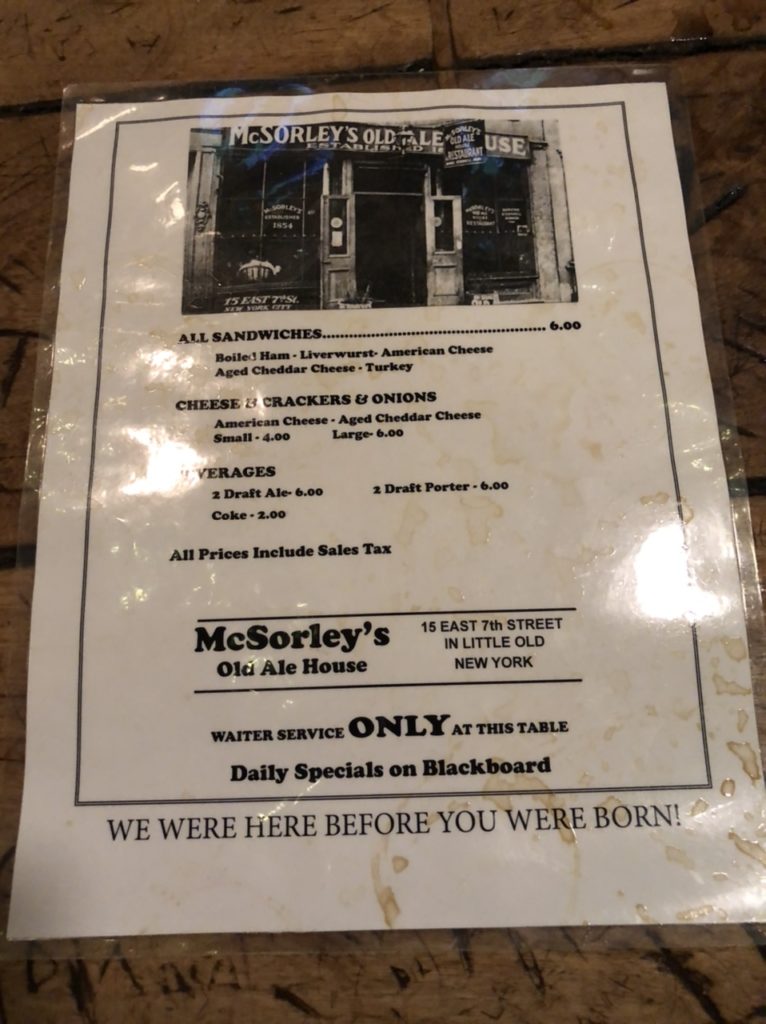 McSORLEY'S OLD ALE HOUSE
ESTABLISHED
McSORLEY'S
OLD ALE
HOUSE
RESTAURANT
McSORLEY'S
ESTABLISHED
1854
15 EAST 7th St.
NEW YORK CITY
ALL SANDWICHES...................................................... 6.00
Boiled Ham - Liverwurst- American Cheese
Aged Cheddar Cheese - Turkey
CHEESE & CRACKERS & ONIONS
American Cheese - Aged Cheddar Cheese
Small - 4.00 Large- 6.00
BEVERAGES
2 Draft Ale- 6.00 2 Draft Porter - 6.00
Coke - 2.00
All Prices Include Sales Tax
McSorley's
Old Ale House
15 EAST 7th STREET
IN LITTLE OLD
NEW YORK
WAITER SERVICE ONLY AT THIS TABLE
Daily Specials on Blackboard
WE WERE HERE BEFORE YOU WERE BORN!